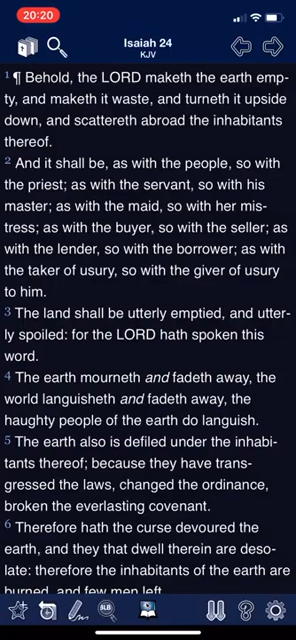 20:20
Isaiah 24
KJV
1 ¶ Behold, the LORD maketh the earth emp-
ty, and maketh it waste, and turneth it upside
down, and scattereth abroad the inhabitants
thereof.
2 And it shall be, as with the people, so with
the priest; as with the servant, so with his
master; as with the maid, so with her mis-
tress; as with the buyer, so with the seller; as
with the lender, so with the borrower; as with
the taker of usury, so with the giver of usury
to him.
3 The land shall be utterly emptied, and utter-
ly spoiled: for the LORD hath spoken this
word.
4 The earth mourneth and fadeth away, the
world languisheth and fadeth away, the
haughty people of the earth do languish.
5 The earth also is defiled under the inhabi-
tants thereof; because they have trans-
gressed the laws, changed the ordinance,
broken the everlasting covenant.
6 Therefore hath the curse devoured the
earth, and they that dwell therein are deso-
late: therefore the inhabitants of the earth are
burned, and few men left.
BLB